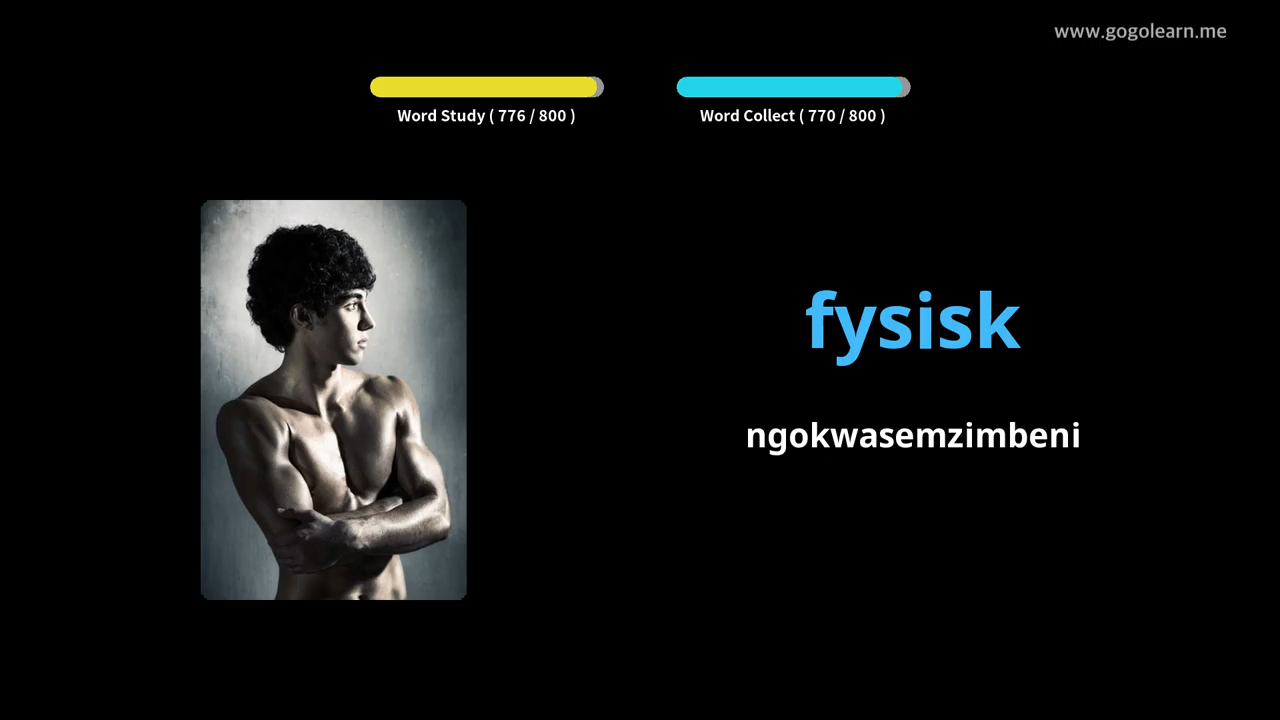 www.gogolearn.me
Word Study ( 776 / 800 )
Word Collect ( 770 / 800 )
fysisk
ngokwasemzimbeni